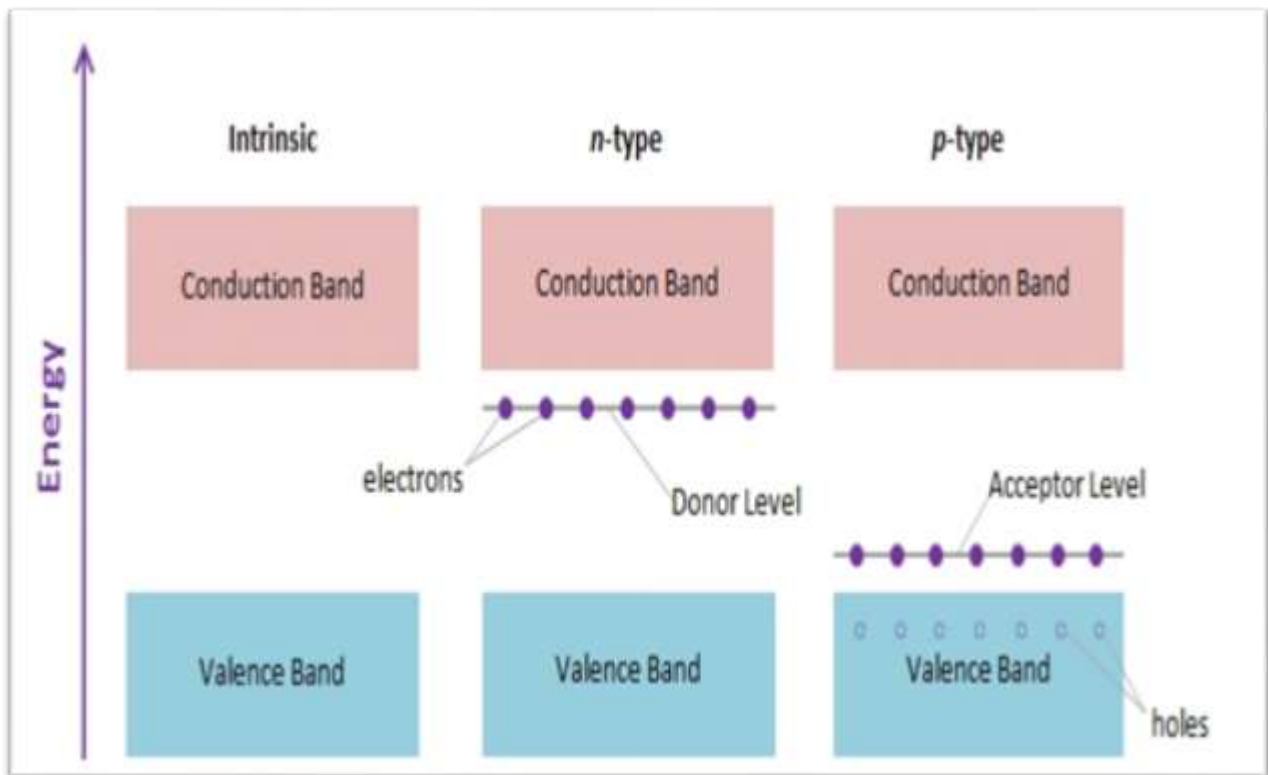 Intrinsic
n-type
p-type
Conduction Band
Conduction Band
Conduction Band
Energy
electrons
Donor Level
Acceptor Level
Valence Band
Valence Band
Valence Band
holes